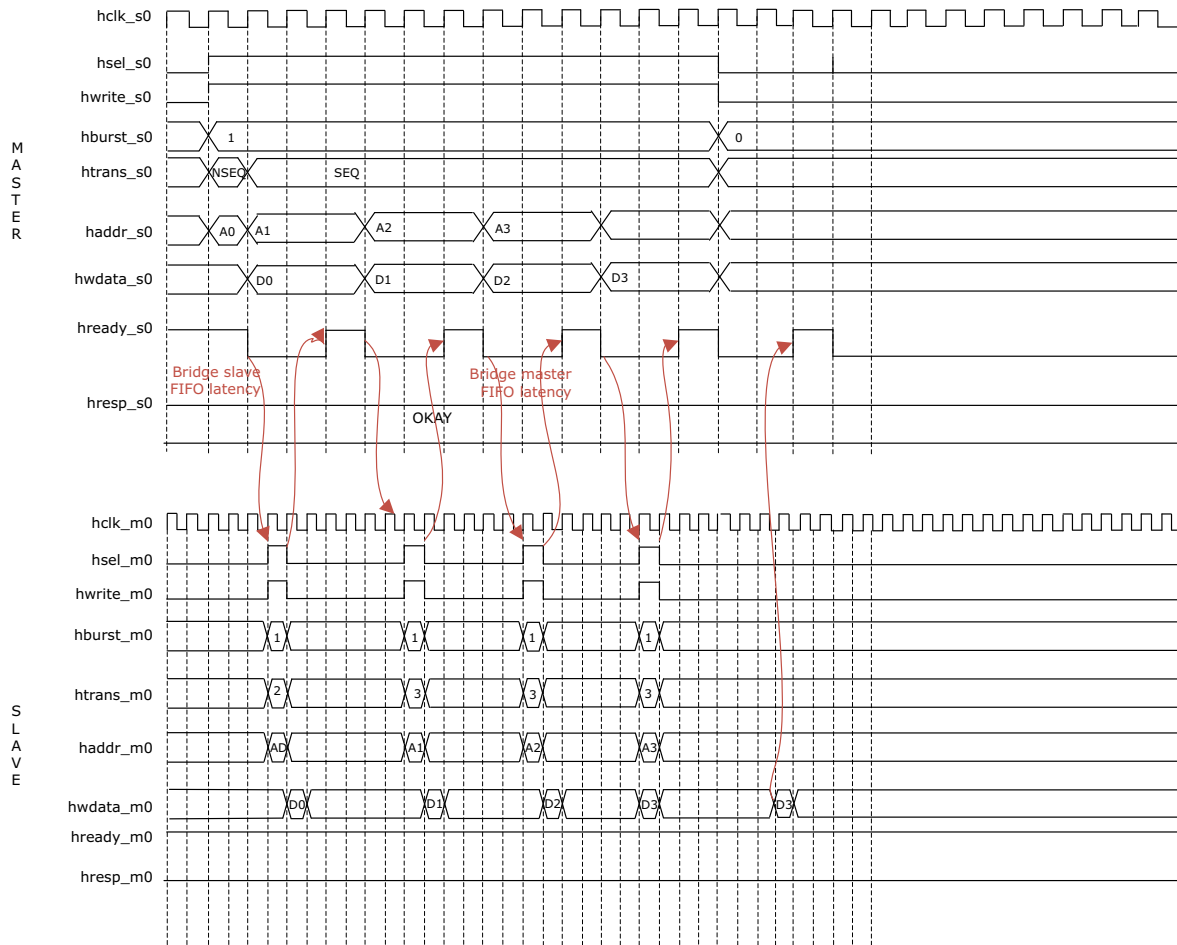 hclk_s0
hsel_s0
hwrite_s0
hburst_s0 1 0
htrans_s0 NSEQ SEQ
haddr_s0 A0 A1 A2 A3
hwdata_s0 D0 D1 D2 D3
hready_s0
Bridge slave
FIFO latency
Bridge master
FIFO latency
hresp_s0
OKAY
M
A
S
T
E
R
hclk_m0
hsel_m0
hwrite_m0
hburst_m0 1 1 1 1
htrans_m0 2 3 3 3
haddr_m0 AD A1 A2 A3
hwdata_m0 D0 D1 D2 D3 D3
hready_m0
hresp_m0
S
L
A
V
E